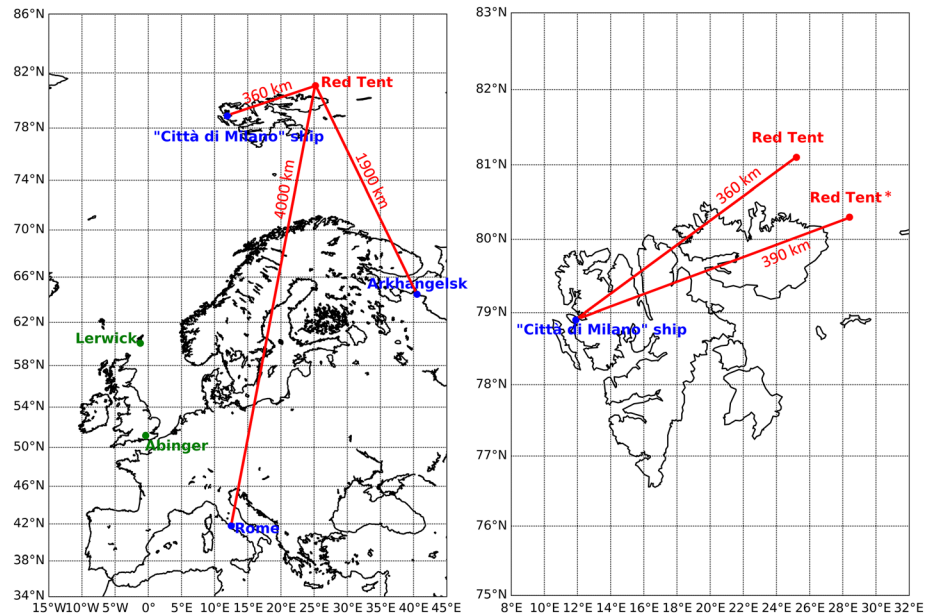 86°N
82°N
78°N
74°N
70°N
66°N
62°N
58°N
54°N
50°N
46°N
42°N
38°N
34°N
15°W10°W 5°W 0° 5°E 10°E 15°E 20°E 25°E 30°E 35°E 40°E 45°E
Red Tent
360 km
"Città di Milano" ship
4000 km
1900 km
Arkhangelsk
Lerwick
Abinger
Rome
83°N
82°N
81°N
80°N
79°N
78°N
77°N
76°N
75°N
8°E 10°E 12°E 14°E 16°E 18°E 20°E 22°E 24°E 26°E 28°E 30°E 32°E
Red Tent
360 km
Red Tent*
390 km
"Città di Milano" ship